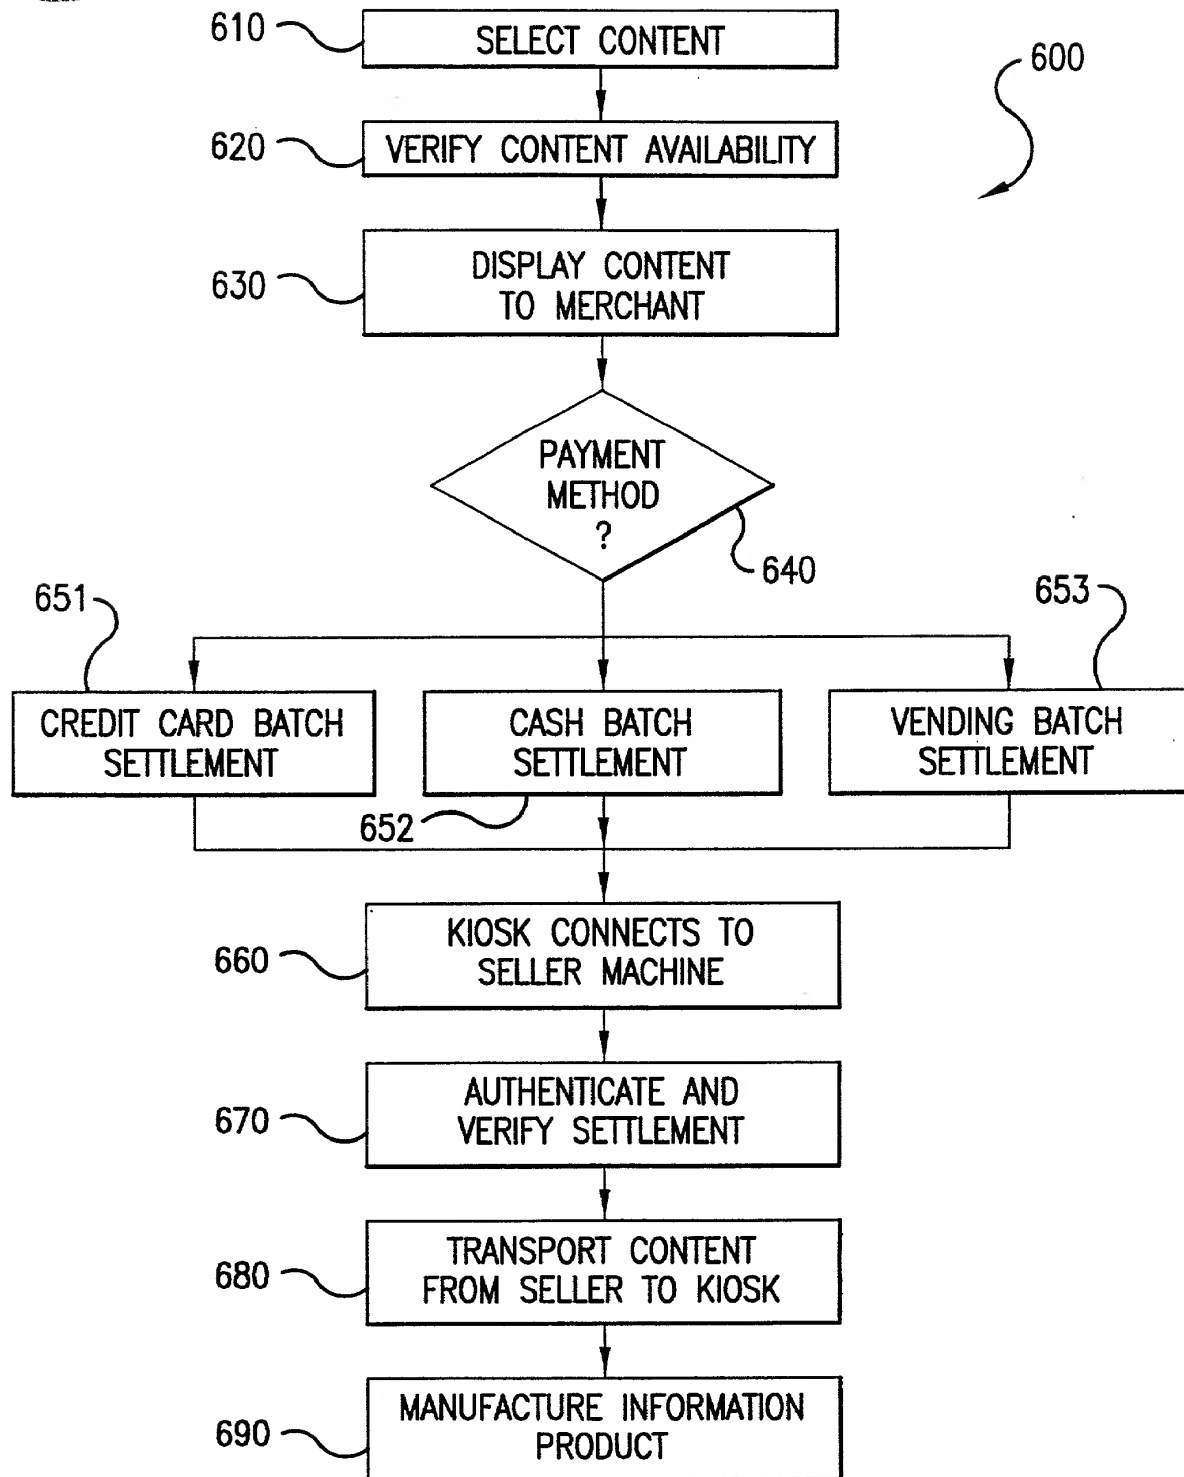 610
SELECT CONTENT
600
620
VERIFY CONTENT AVAILABILITY
630
DISPLAY CONTENT
TO MERCHANT
PAYMENT
METHOD
?
640
651
653
CREDIT CARD BATCH
SETTLEMENT
CASH BATCH
SETTLEMENT
VENDING BATCH
SETTLEMENT
652
660
KIOSK CONNECTS TO
SELLER MACHINE
670
AUTHENTICATE AND
VERIFY SETTLEMENT
680
TRANSPORT CONTENT
FROM SELLER TO KIOSK
690
MANUFACTURE INFORMATION
PRODUCT